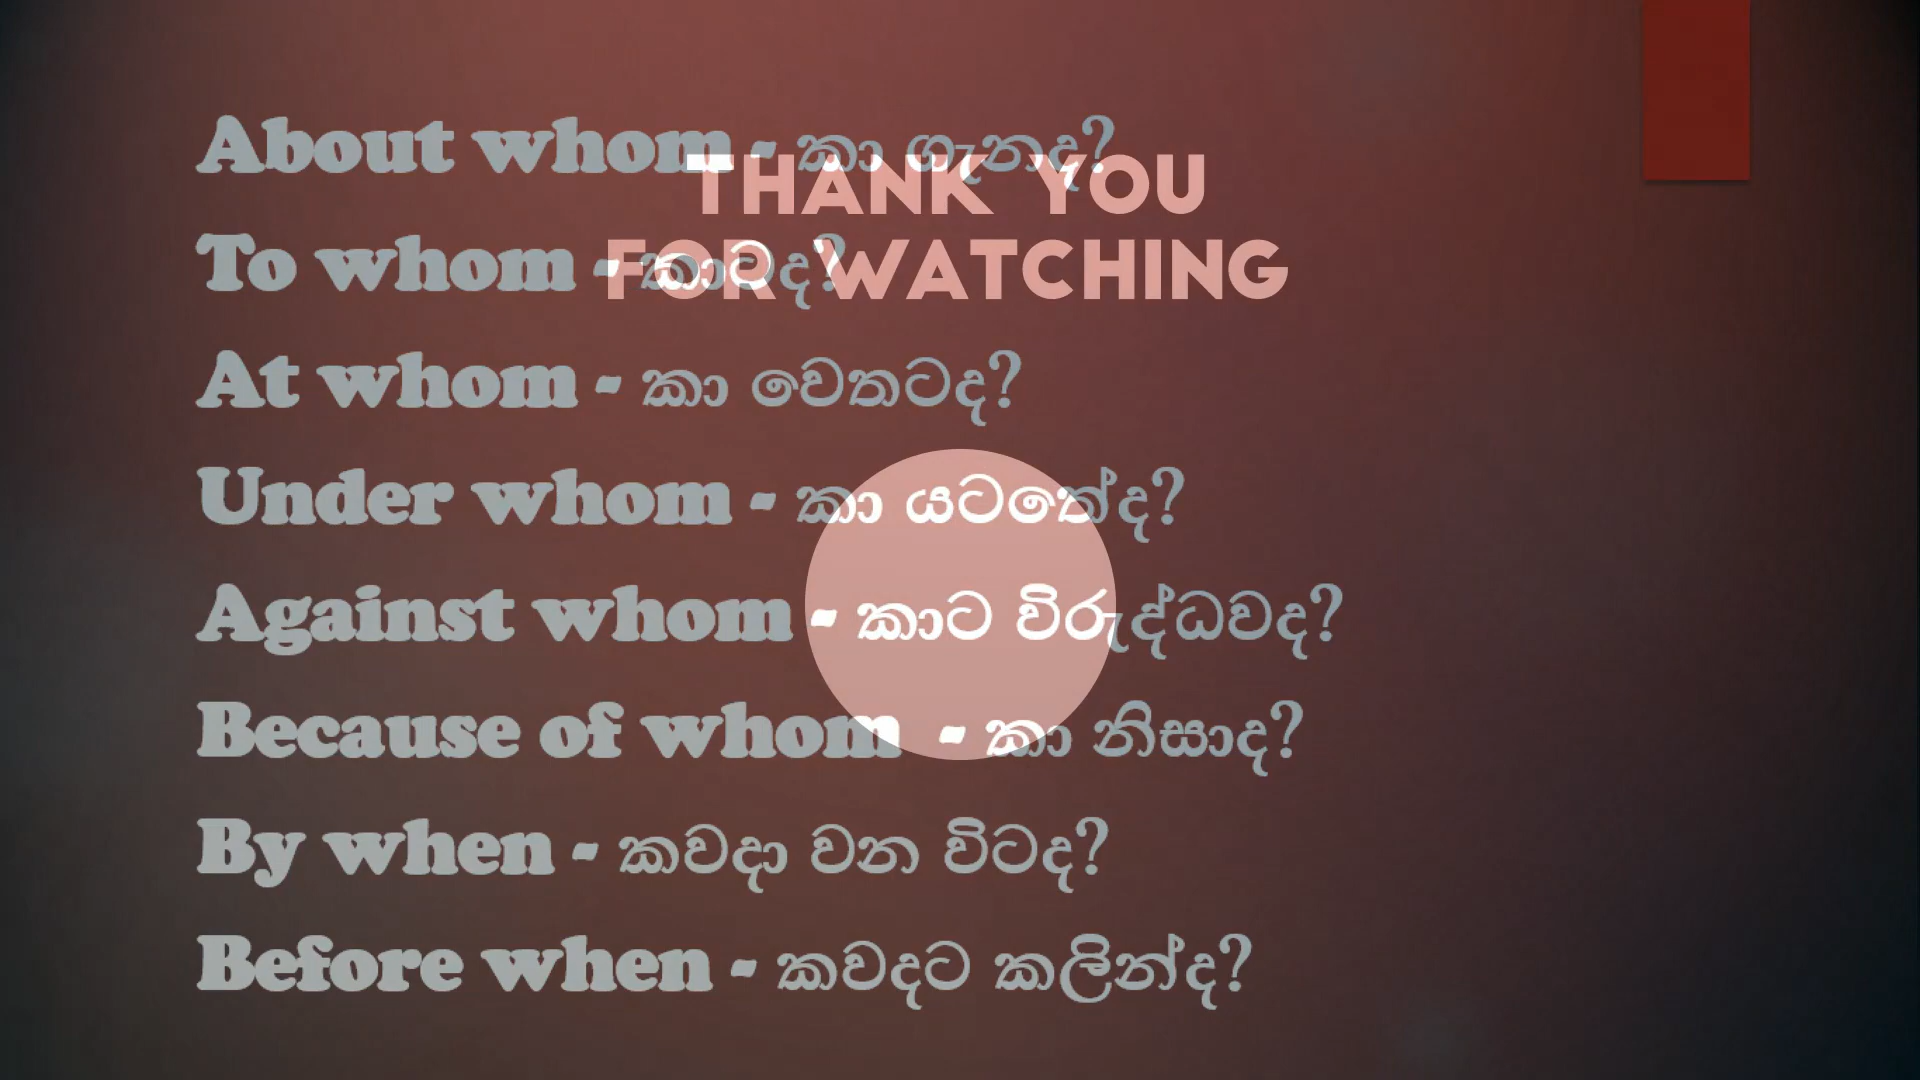 About whom - කා ගැනද?
THANK YOU
To whom - කාටද?
FOR WATCHING
At whom - කා වෙතටද?
Under whom - කා යටතේද?
Against whom - කාට විරුද්ධවද?
Because of whom - කා නිසාද?
By when - කවදා වන විටද?
Before when - කවදට කලින්ද?